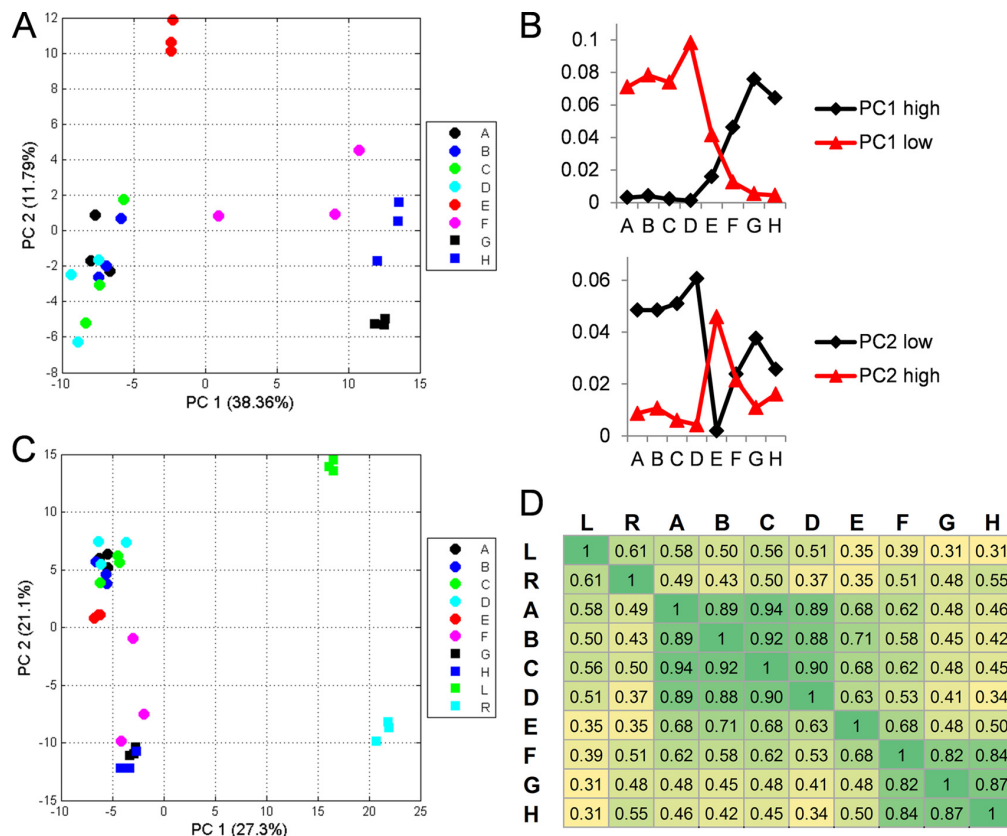 A
PC 2 (11.79%)
12
10
8
6
4
2
0
-2
-4
-6
-8
-10 -5 0 5 10 15
PC 1 (38.36%)
A
B
C
D
E
F
G
H
B
0.1
0.08
0.06
0.04
0.02
0
A B C D E F G H
PC1 high
PC1 low
0.06
0.04
0.02
0
A B C D E F G H
PC2 low
PC2 high
C
PC 2 (21.1%)
15
10
5
0
-5
-10
-15
-10 -5 0 5 10 15 20 25
PC 1 (27.3%)
A
B
C
D
E
F
G
H
L
R
D
L R A B C D E F G H
L 1 0.61 0.58 0.50 0.56 0.51 0.35 0.39 0.31 0.31
R 0.61 1 0.49 0.43 0.50 0.37 0.35 0.51 0.48 0.55
A 0.58 0.49 1 0.89 0.94 0.89 0.68 0.62 0.48 0.46
B 0.50 0.43 0.89 1 0.92 0.88 0.71 0.58 0.45 0.42
C 0.56 0.50 0.94 0.92 1 0.90 0.68 0.62 0.48 0.45
D 0.51 0.37 0.89 0.88 0.90 1 0.63 0.53 0.41 0.34
E 0.35 0.35 0.68 0.71 0.68 0.63 1 0.68 0.48 0.50
F 0.39 0.51 0.62 0.58 0.62 0.53 0.68 1 0.82 0.84
G 0.31 0.48 0.48 0.45 0.48 0.41 0.48 0.82 1 0.87
H 0.31 0.55 0.46 0.42 0.45 0.34 0.50 0.84 0.87 1